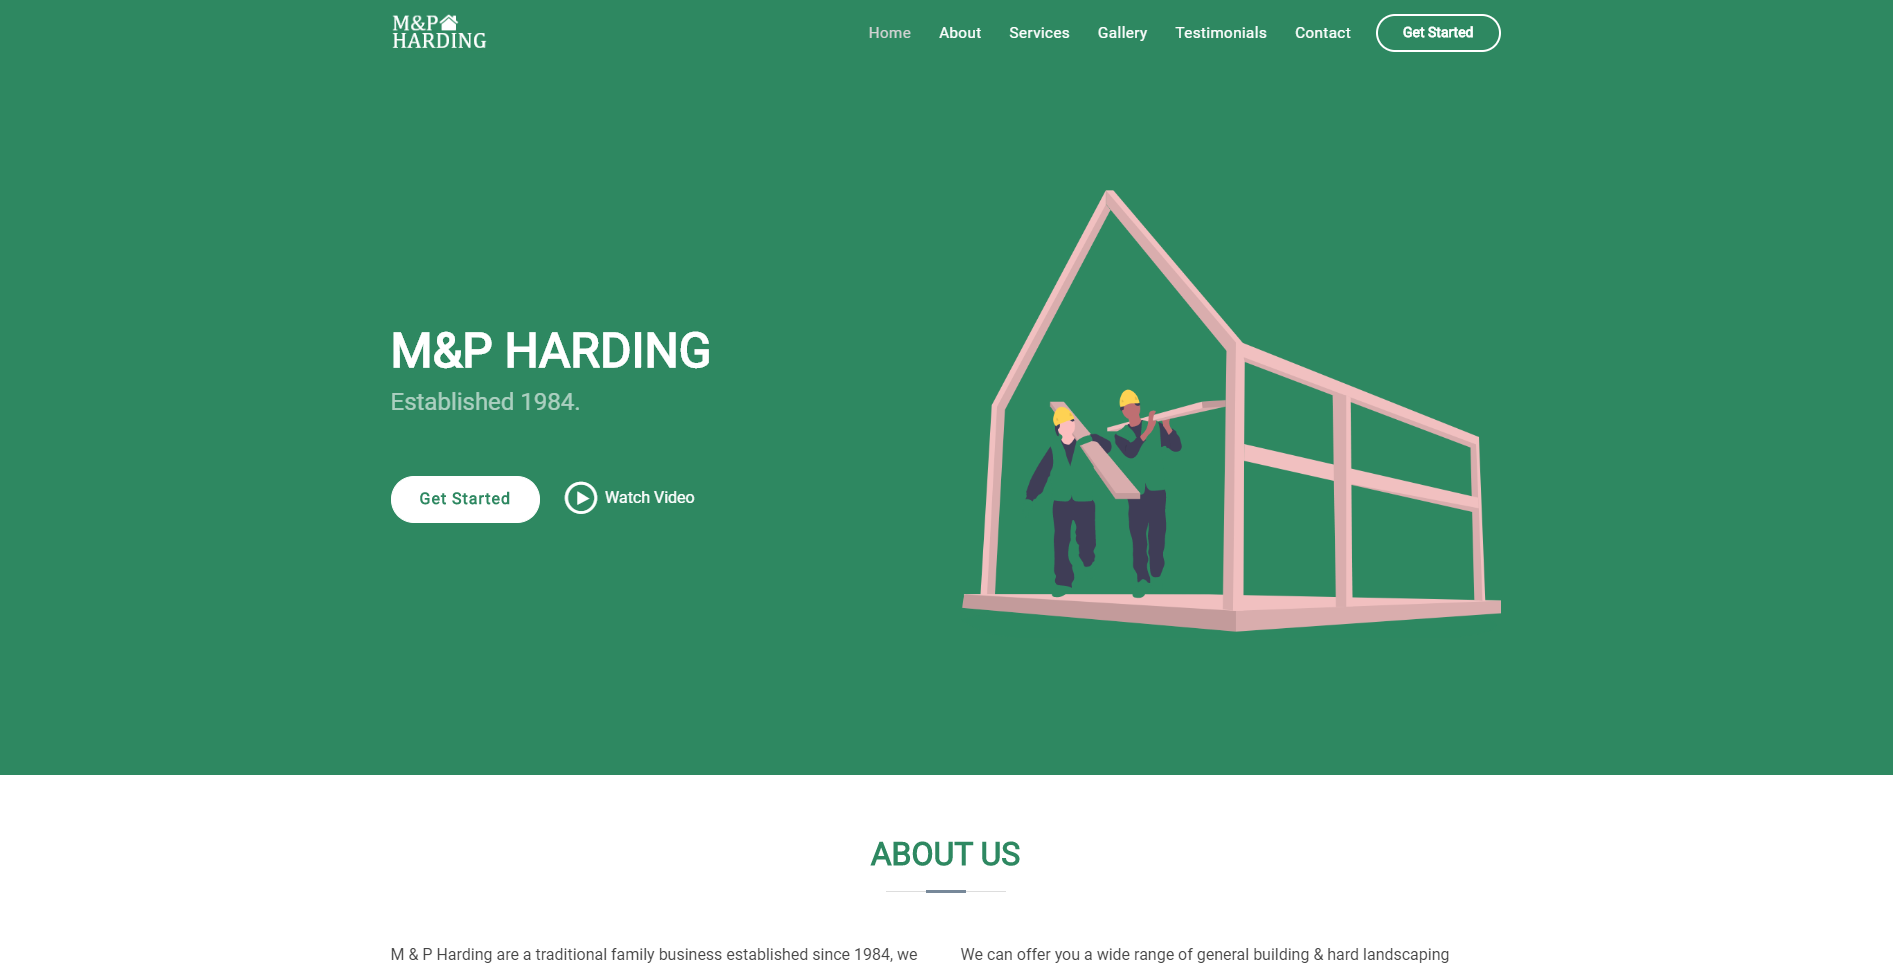 M&P
HARDING
Home About Services Gallery Testimonials Contact Get Started
M&P HARDING
Established 1984.
Get Started Watch Video
ABOUT US
M & P Harding are a traditional family business established since 1984, we
We can offer you a wide range of general building & hard landscaping